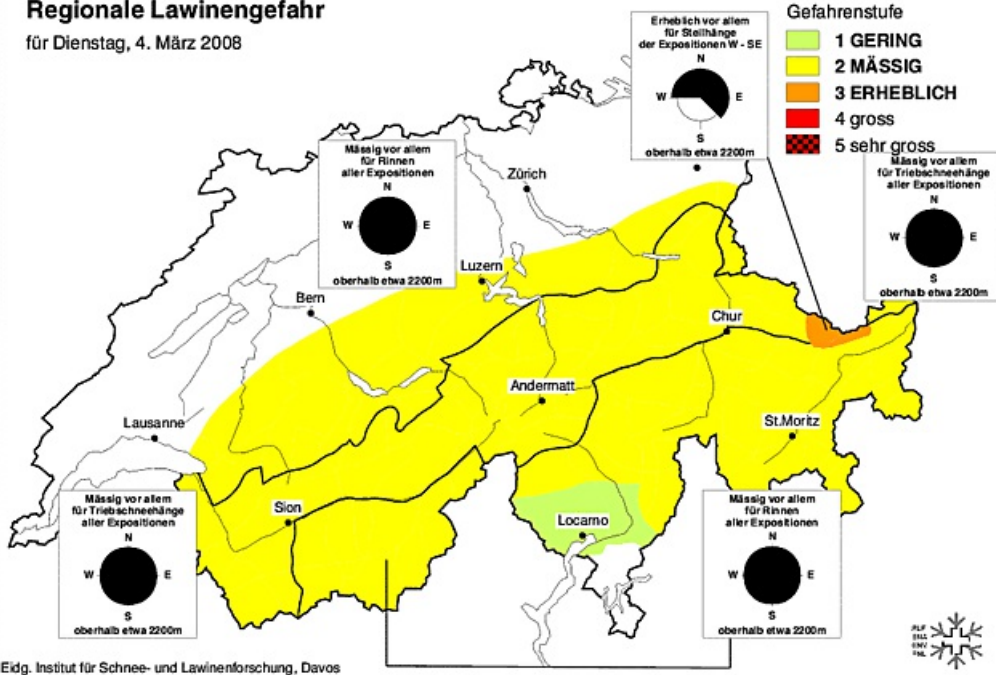 Regionale Lawinengefahr
für Dienstag, 4. März 2008
Erheblich vor allem
für Steilhänge
der Expositionen W - SE
N
W
E
S
oberhalb etwa 2200m
Gefahrenstufe
1 GERING
2 MÄSSIG
3 ERHEBLICH
4 gross
5 sehr gross
Mässig vor allem
für Rinnen
aller Expositionen
N
W
E
S
oberhalb etwa 2200m
Mässig vor allem
für Triebschneehänge
aller Expositionen
N
W
E
S
oberhalb etwa 2200m
Zürich
Luzern
Bern
Chur
Andermatt
Lausanne
St.Moritz
Sion
Locarno
Mässig vor allem
für Triebschneehänge
aller Expositionen
N
W
E
S
oberhalb etwa 2200m
Mässig vor allem
für Rinnen
aller Expositionen
N
W
E
S
oberhalb etwa 2200m
Eidg. Institut für Schnee- und Lawinenforschung, Davos